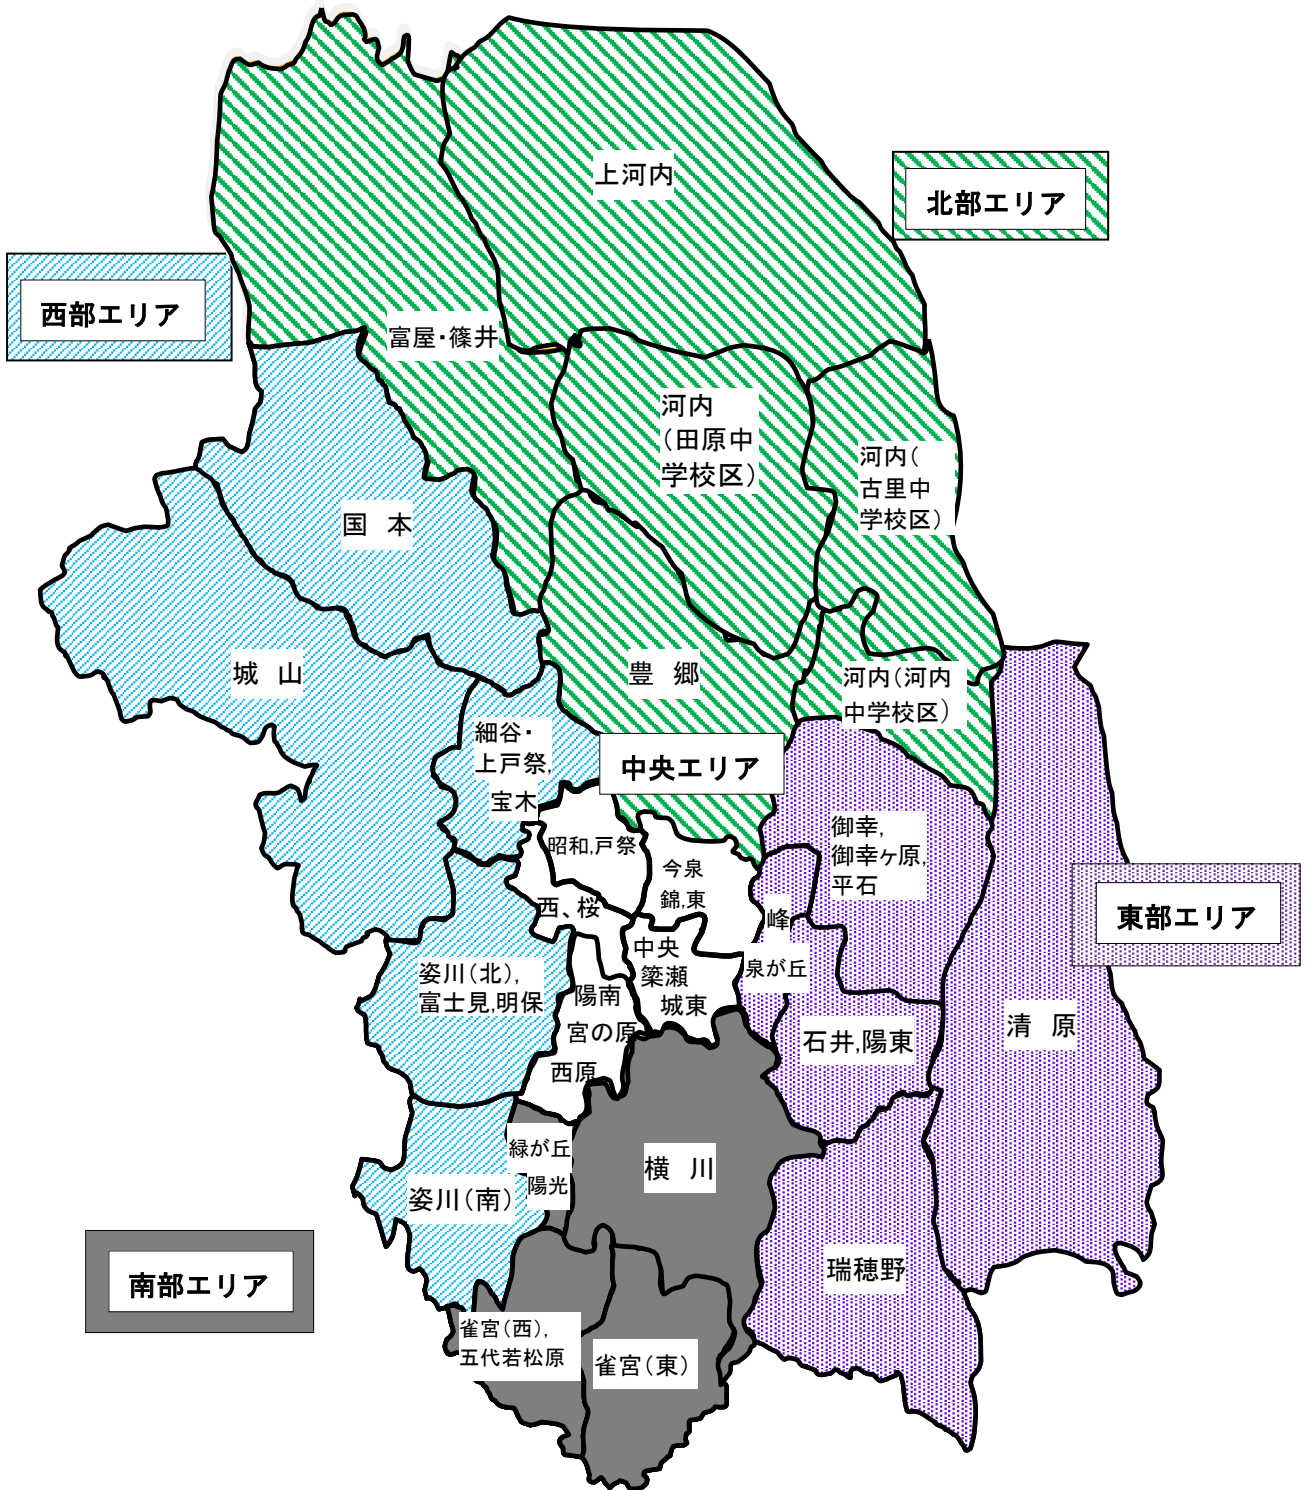 上河内
北部エリア
西部エリア
富屋・篠井
河内
(田原中
学校区)
河内(
古里中
学校区)
国 本
城 山
豊 郷
河内(河内
中学校区)
細谷・
上戸祭,
宝木
中央エリア
昭和,戸祭
今泉
錦,東
御幸,
御幸ヶ原,
平石
東部エリア
西、桜
峰
中央
簗瀬
城東
泉が丘
姿川(北),
富士見,明保
陽南
宮の原
西原
石井,陽東
清 原
緑が丘
陽光
横 川
姿川(南)
南部エリア
瑞穂野
雀宮(西),
五代若松原
雀宮(東)